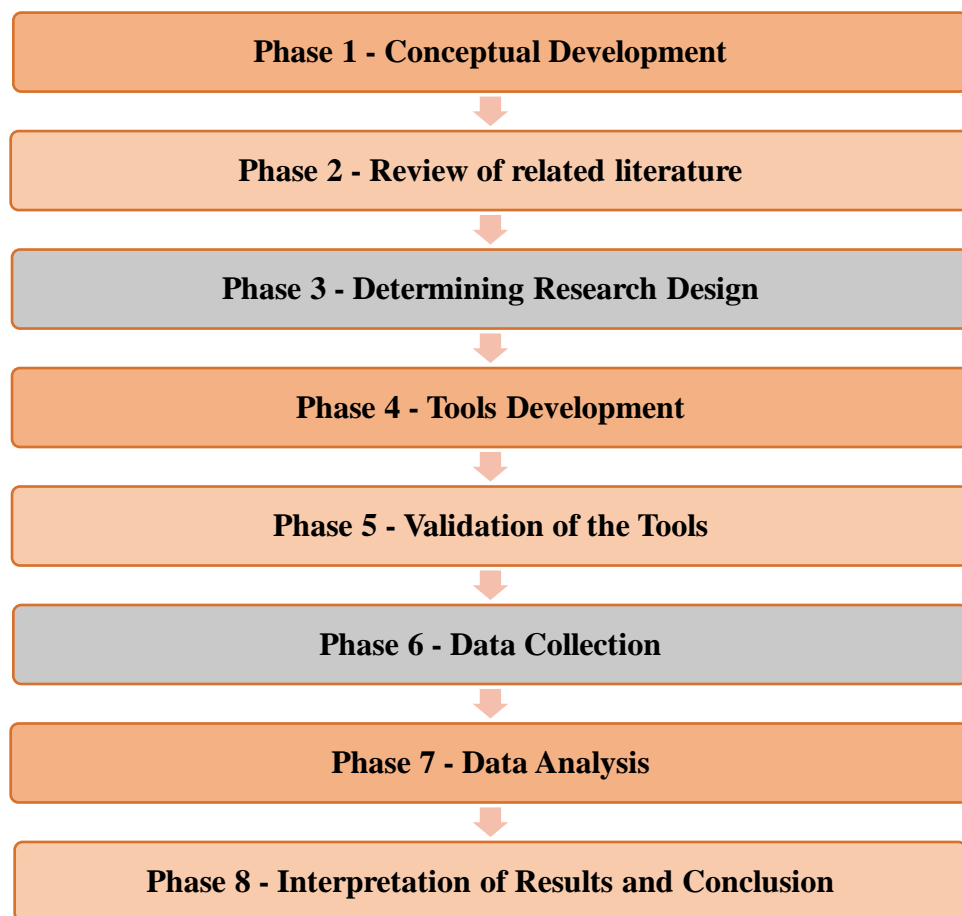 Phase 1 - Conceptual Development
Phase 2 - Review of related literature
Phase 3 - Determining Research Design
Phase 4 - Tools Development
Phase 5 - Validation of the Tools
Phase 6 - Data Collection
Phase 7 - Data Analysis
Phase 8 - Interpretation of Results and Conclusion